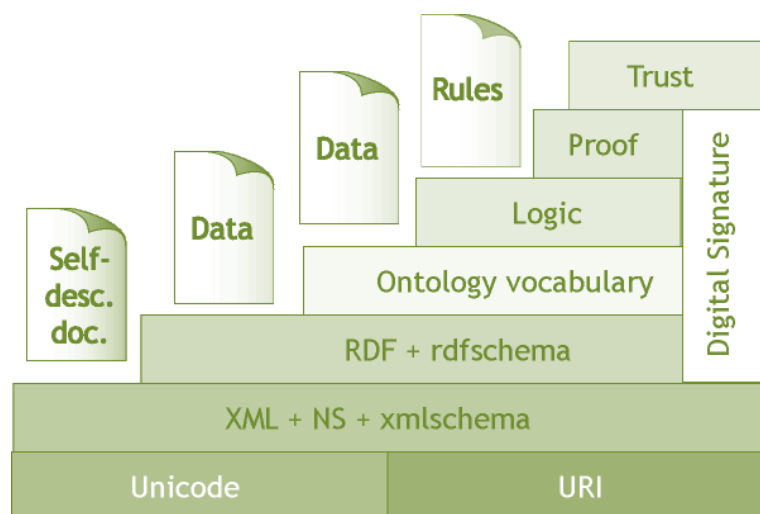 Rules
Trust
Data
Proof
Data
Logic
Self-
desc.
doc.
Ontology vocabulary
Digital Signature
RDF + rdfschema
XML + NS + xmlschema
Unicode
URI